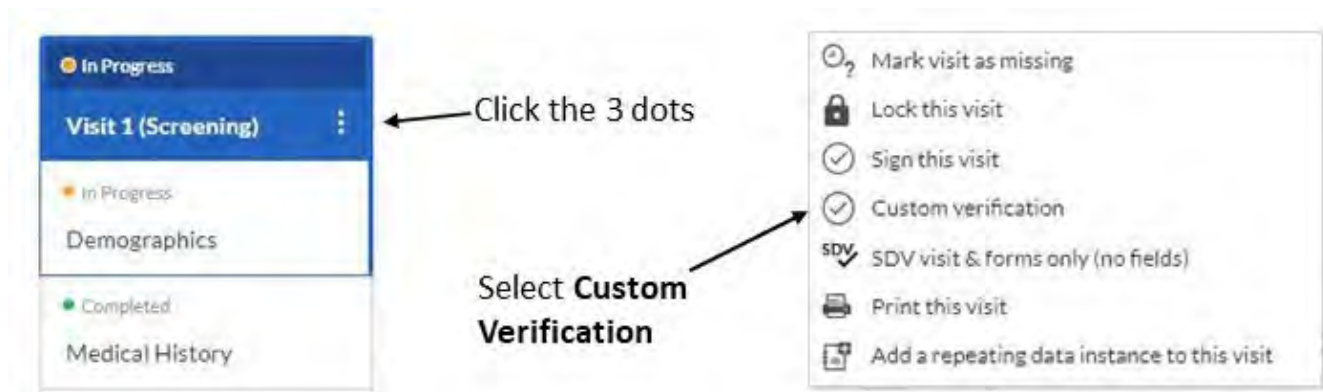 In Progress
Visit 1 (Screening)
In Progress
Demographics
Completed
Medical History
Click the 3 dots
Select Custom
Verification
Mark visit as missing
Lock this visit
Sign this visit
Custom verification
SDV SDV visit & forms only (no fields)
Print this visit
Add a repeating data instance to this visit